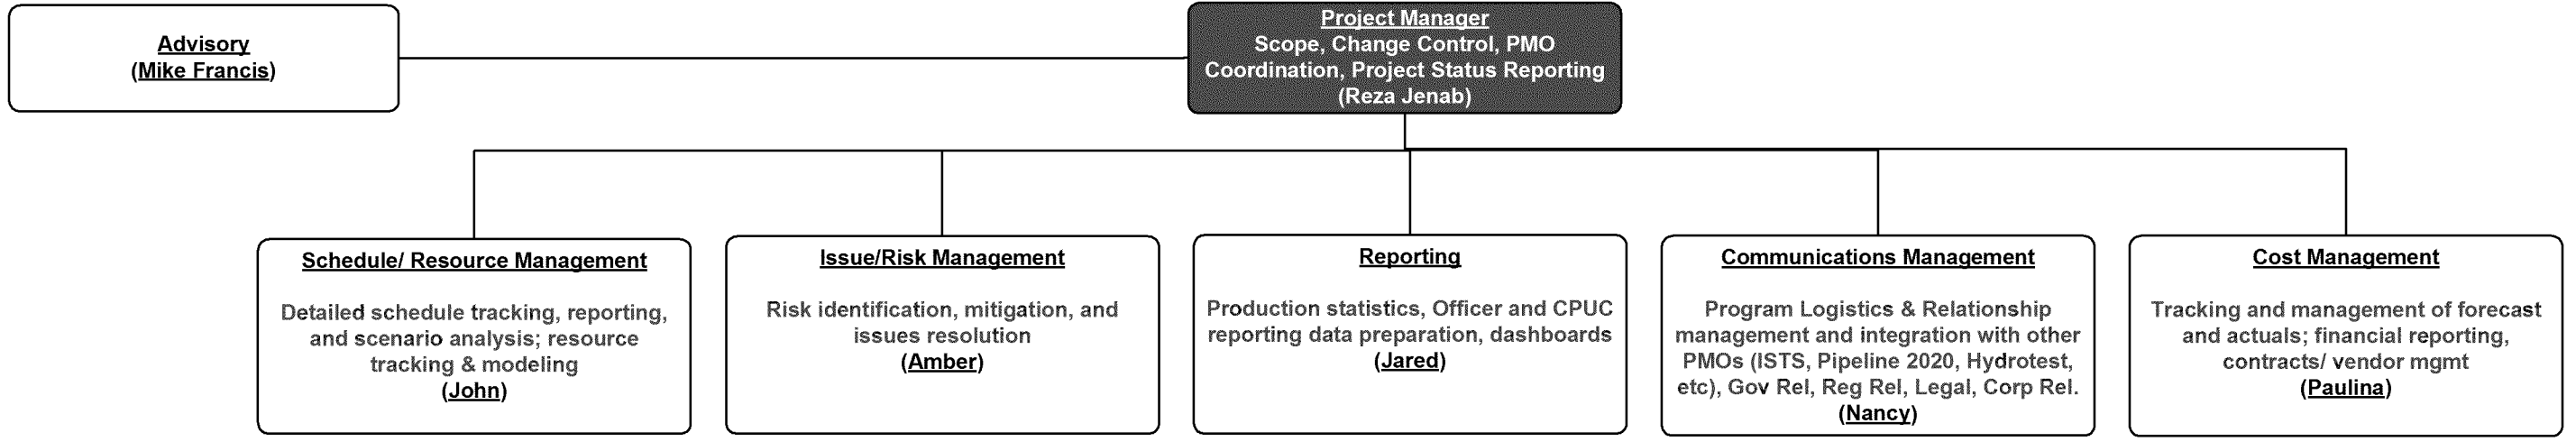 Advisory
(Mike Francis)
Project Manager
Scope, Change Control, PMO
Coordination, Project Status Reporting
(Reza Jenab)
Schedule/ Resource Management
Detailed schedule tracking, reporting,
and scenario analysis; resource
tracking & modeling
(John)
Issue/Risk Management
Risk identification, mitigation, and
issues resolution
(Amber)
Reporting
Production statistics, Officer and CPUC
reporting data preparation, dashboards
(Jared)
Communications Management
Program Logistics & Relationship
management and integration with other
PMOs (ISTS, Pipeline 2020, Hydrotest,
etc), Gov Rel, Reg Rel, Legal, Corp Rel.
(Nancy)
Cost Management
Tracking and management of forecast
and actuals; financial reporting,
contracts/ vendor mgmt
(Paulina)